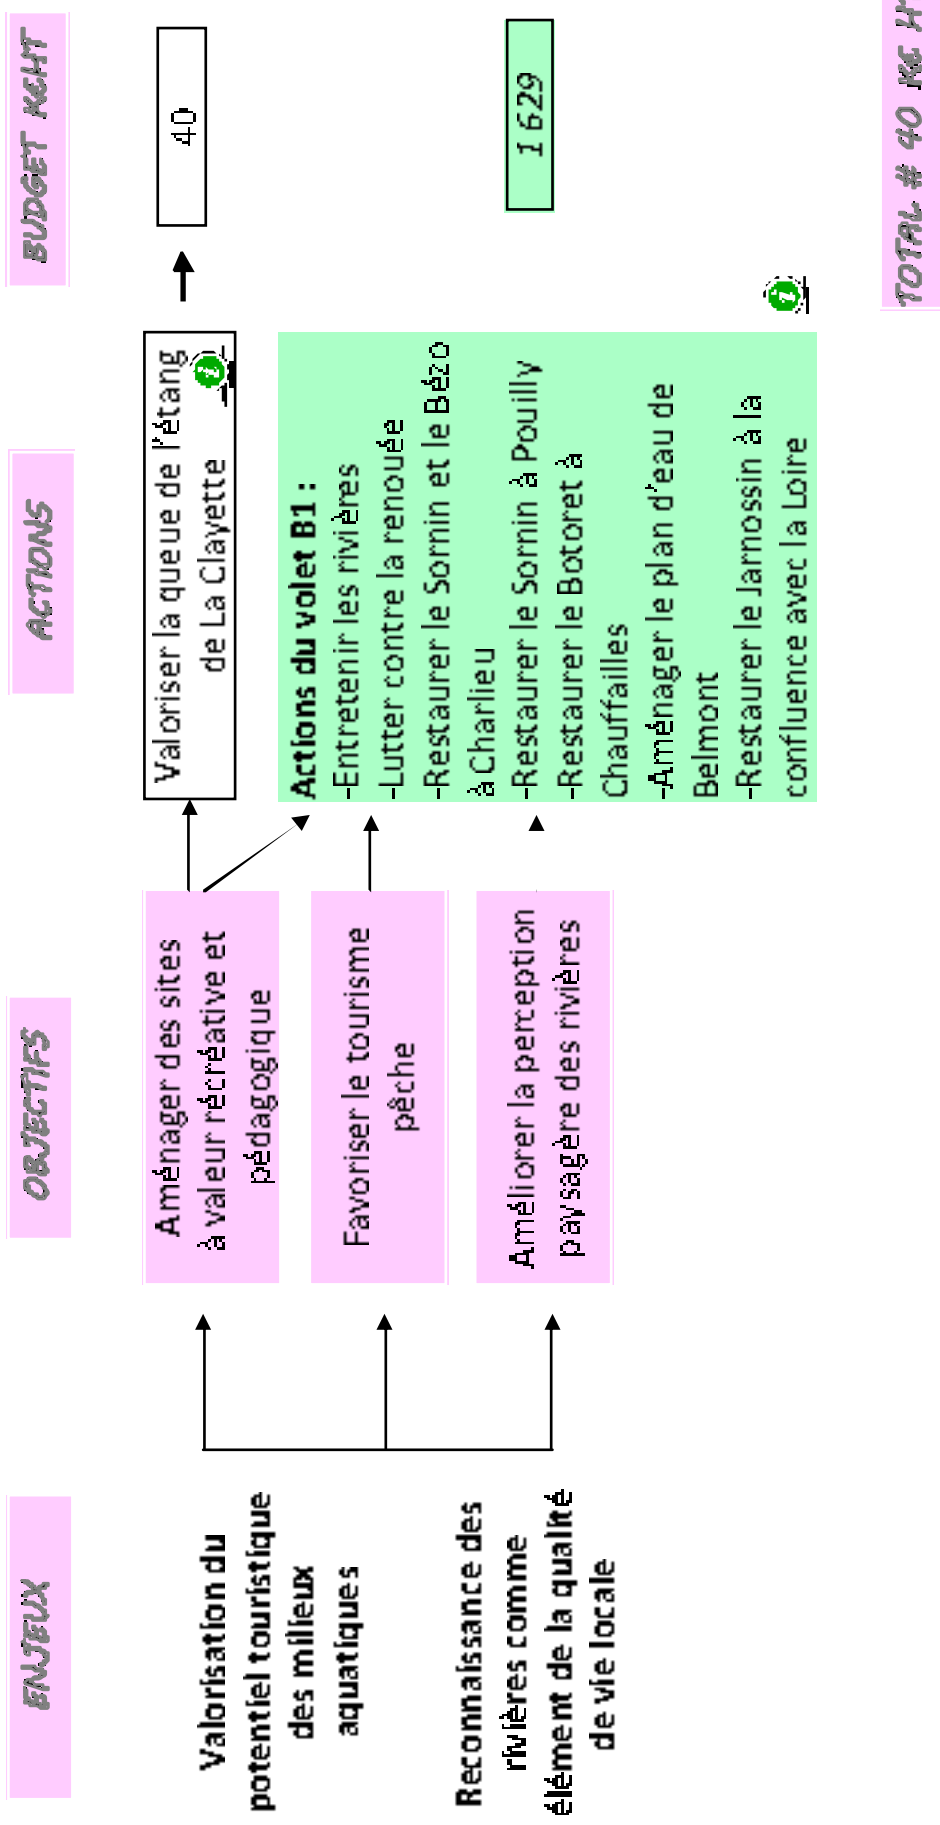 ENJEUX
OBJECTIFS
ACTIONS
BUDGET KEHT
Valorisation du
potentiel touristique
des milieux
aquatiques
Reconnaissance des
rivières comme
élément de la qualité
de vie locale
Aménager des sites
à valeur récréative et
pédagogique
Favoriser le tourisme
pêche
Améliorer la perception
paysagère des rivières
Valoriser la queue de l'étang
de La Clayette
40
Actions du volet B1 :
-Entretenir les rivières
-Lutter contre la renouée
-Restaurer le Sornin et le Bézo
à Charlieu
-Restaurer le Sornin à Pouilly
-Restaurer le Botoret à
Chauffailles
-Aménager le plan d'eau de
Belmont
-Restaurer le Jarnossin à la
confluence avec la Loire
1 629
TOTAL # 40 KE